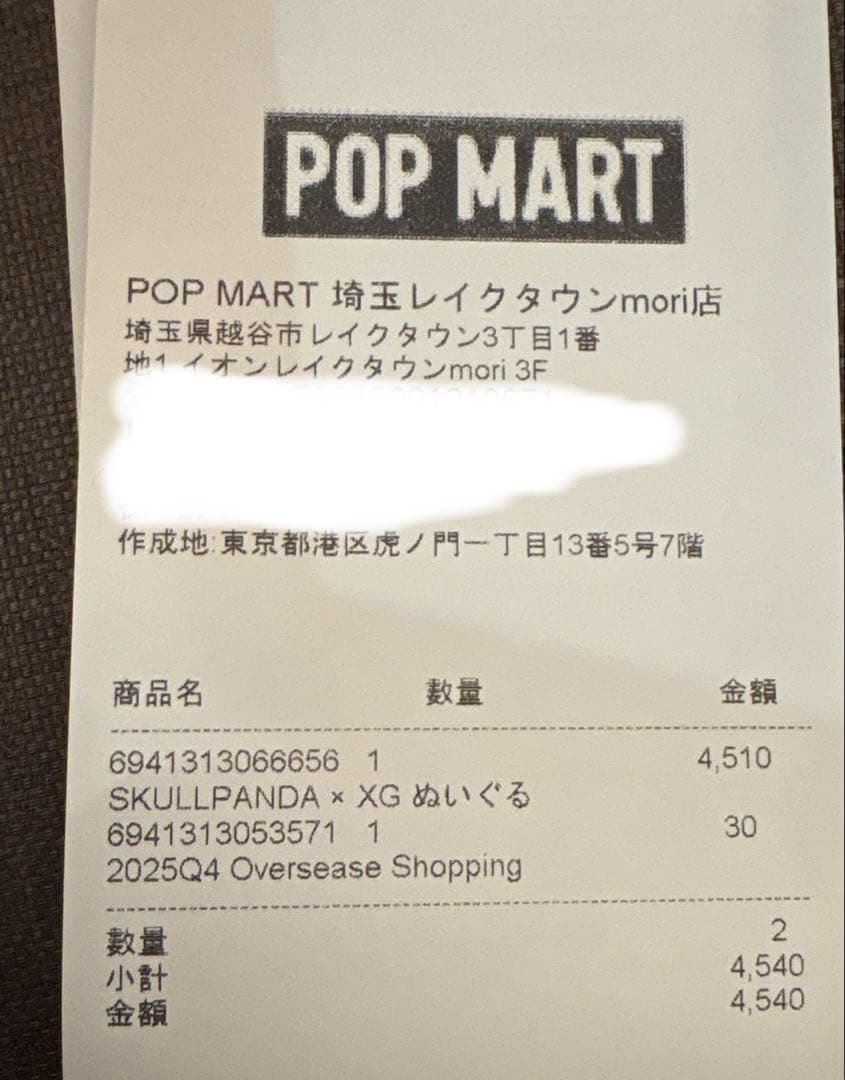 POP MART
POP MART 埼玉レイクタウンmori店
埼玉県越谷市レイクタウン3丁目1番
地1 イオンレイクタウンmori 3F
作成地:東京都港区虎ノ門一丁目13番5号7階
商品名 数量 金額
6941313066656 1 4,510
SKULLPANDA × XG ぬいぐる
6941313053571 1 30
2025Q4 Oversease Shopping
数量 2
小計 4,540
金額 4,540